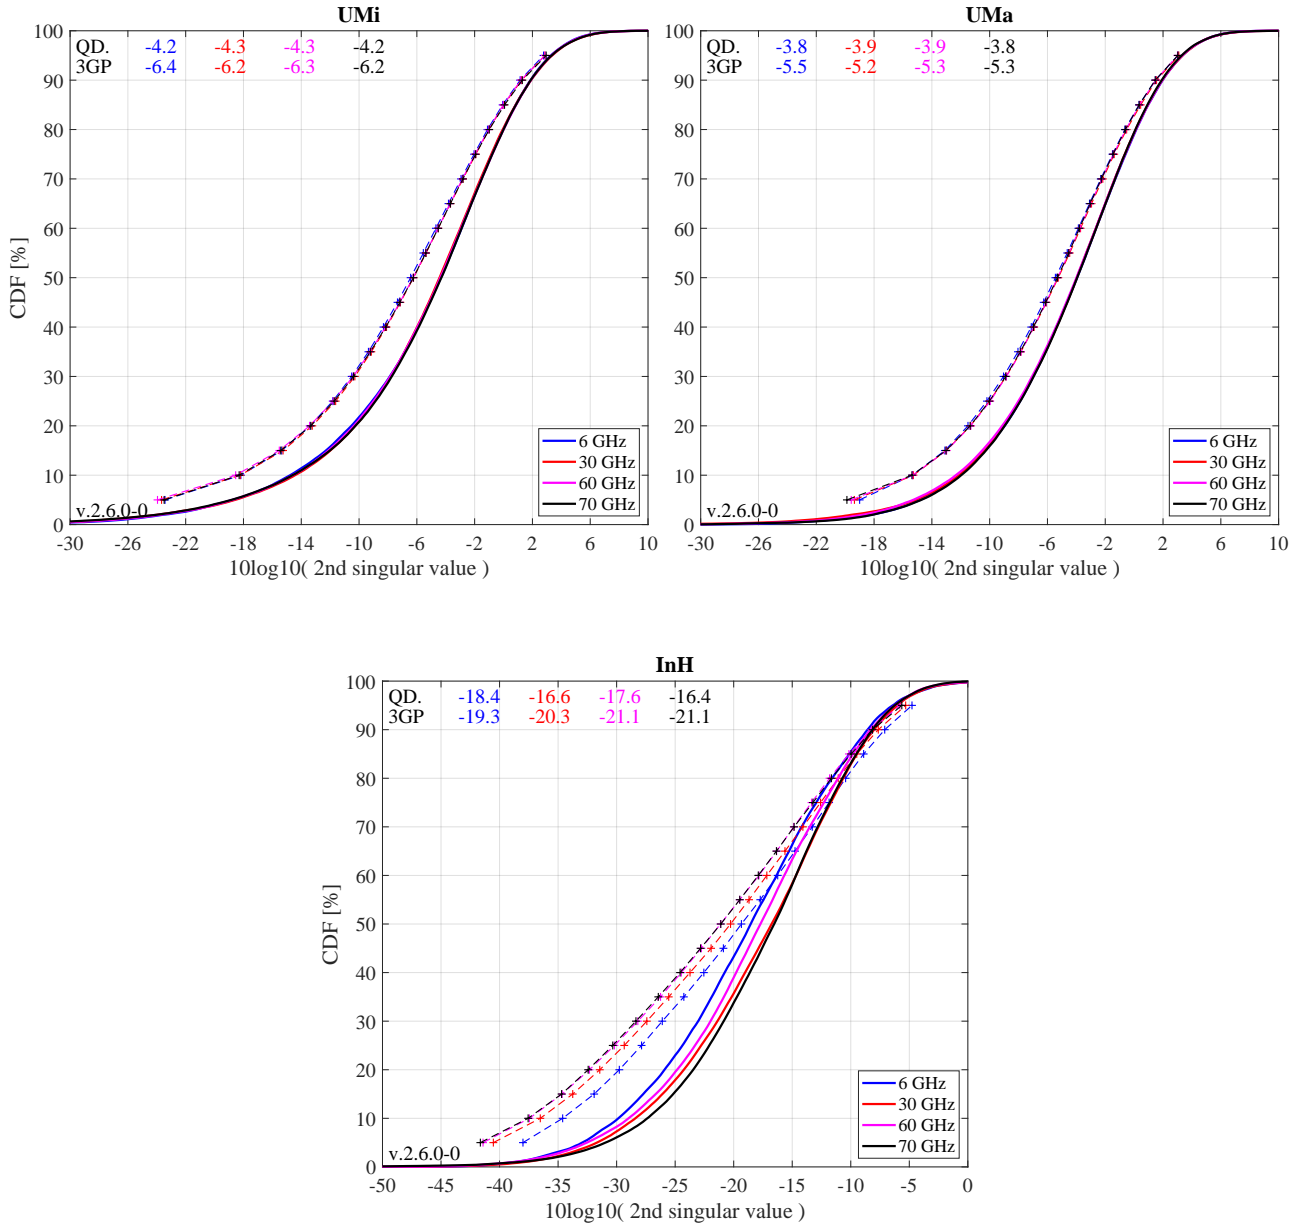 UMi
100
90
80
70
60
50
40
30
20
10
0
CDF [%]
QD. -4.2 -4.3 -4.3 -4.2
3GP -6.4 -6.2 -6.3 -6.2
6 GHz
30 GHz
60 GHz
70 GHz
v.2.6.0-0
-30 -26 -22 -18 -14 -10 -6 -2 2 6 10
10log10( 2nd singular value )
UMa
100
90
80
70
60
50
40
30
20
10
0
QD. -3.8 -3.9 -3.9 -3.8
3GP -5.5 -5.2 -5.3 -5.3
6 GHz
30 GHz
60 GHz
70 GHz
v.2.6.0-0
-30 -26 -22 -18 -14 -10 -6 -2 2 6 10
10log10( 2nd singular value )
InH
100
90
80
70
60
50
40
30
20
10
0
CDF [%]
QD. -18.4 -16.6 -17.6 -16.4
3GP -19.3 -20.3 -21.1 -21.1
6 GHz
30 GHz
60 GHz
70 GHz
v.2.6.0-0
-50 -45 -40 -35 -30 -25 -20 -15 -10 -5 0
10log10( 2nd singular value )